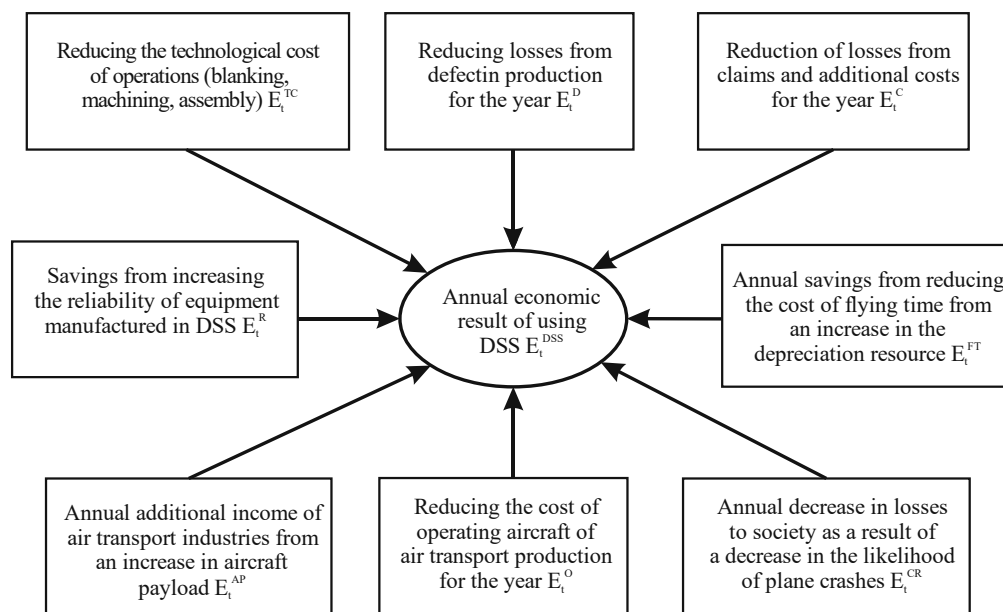 Reducing the technological cost
of operations (blanking,
machining, assembly) E_t^TC
Reducing losses from
defectin production
for the year E_t^D
Reduction of losses from
claims and additional costs
for the year E_t^C
Savings from increasing
the reliability of equipment
manufactured in DSS E_t^R
Annual economic
result of using
DSS E_t^DSS
Annual savings from reducing
the cost of flying time from
an increase in the
depreciation resource E_t^FT
Annual additional income of
air transport industries from
an increase in aircraft
payload E_t^AP
Reducing the cost of
operating aircraft of
air transport production
for the year E_t^O
Annual decrease in losses
to society as a result of
a decrease in the likelihood
of plane crashes E_t^CR